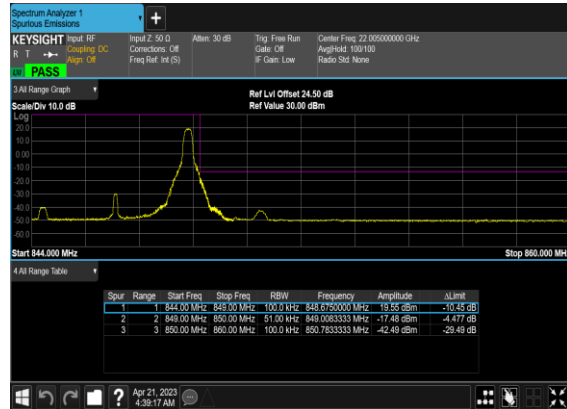 Spectrum Analyzer 1
Spurious Emissions
+
KEYSIGHT Input: RF Input Z: 50 Ω Atten: 30 dB Trig: Free Run Center Freq: 22.005000000 GHz
R T Coupling: DC Corrections: Off Gate: Off Avg|Hold: 100/100
Align: Off Freq Ref: Int (S) IF Gain: Low Radio Std: None
PASS
3 All Range Graph
Ref Lvl Offset 24.50 dB
Scale/Div 10.0 dB Ref Value 30.00 dBm
Log
20.0
10.0
0.00
-10.0
-20.0
-30.0
-40.0
-50.0
-60.0
Start 844.000 MHz Stop 860.000 MH
4 All Range Table
Spur Range Start Freq Stop Freq RBW Frequency Amplitude ΔLimit
1 1 844.00 MHz 849.00 MHz 100.0 kHz 848.6750000 MHz 19.55 dBm -10.45 dB
2 2 849.00 MHz 850.00 MHz 51.00 kHz 849.0083333 MHz -17.48 dBm -4.477 dB
3 3 850.00 MHz 860.00 MHz 100.0 kHz 850.7833333 MHz -42.49 dBm -29.49 dB
? Apr 21, 2023
4:39:17 AM